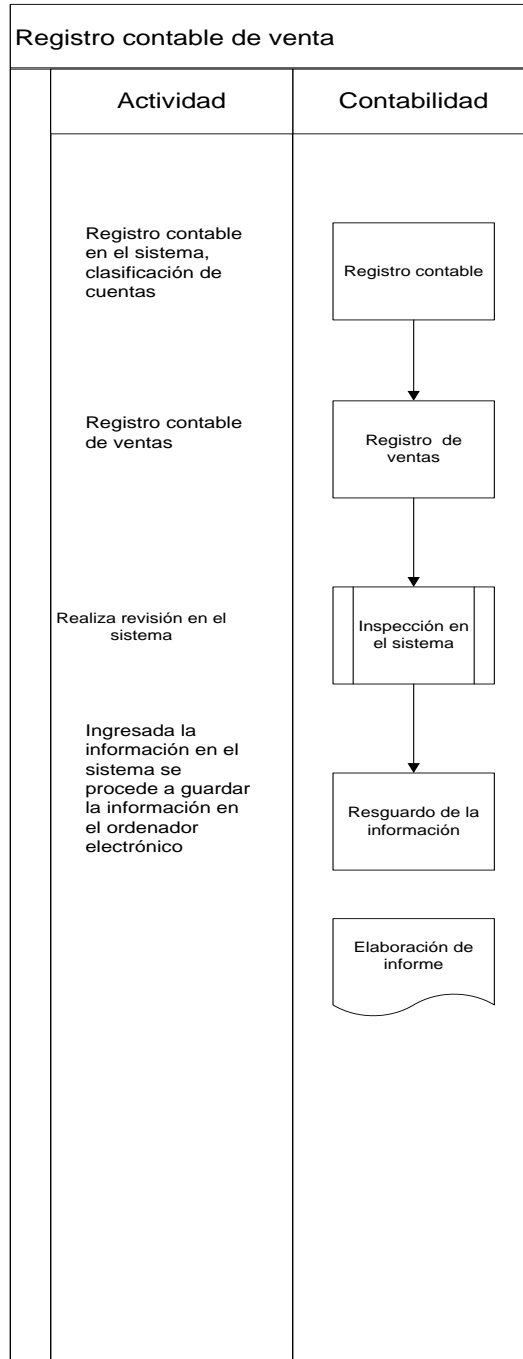 Registro contable de venta
Actividad
Contabilidad
Registro contable
en el sistema,
clasificación de
cuentas
Registro contable
Registro contable
de ventas
Registro de
ventas
Realiza revisión en el
sistema
Inspección en
el sistema
Ingresada la
información en el
sistema se
procede a guardar
la información en
el ordenador
electrónico
Resguardo de la
información
Elaboración de
informe